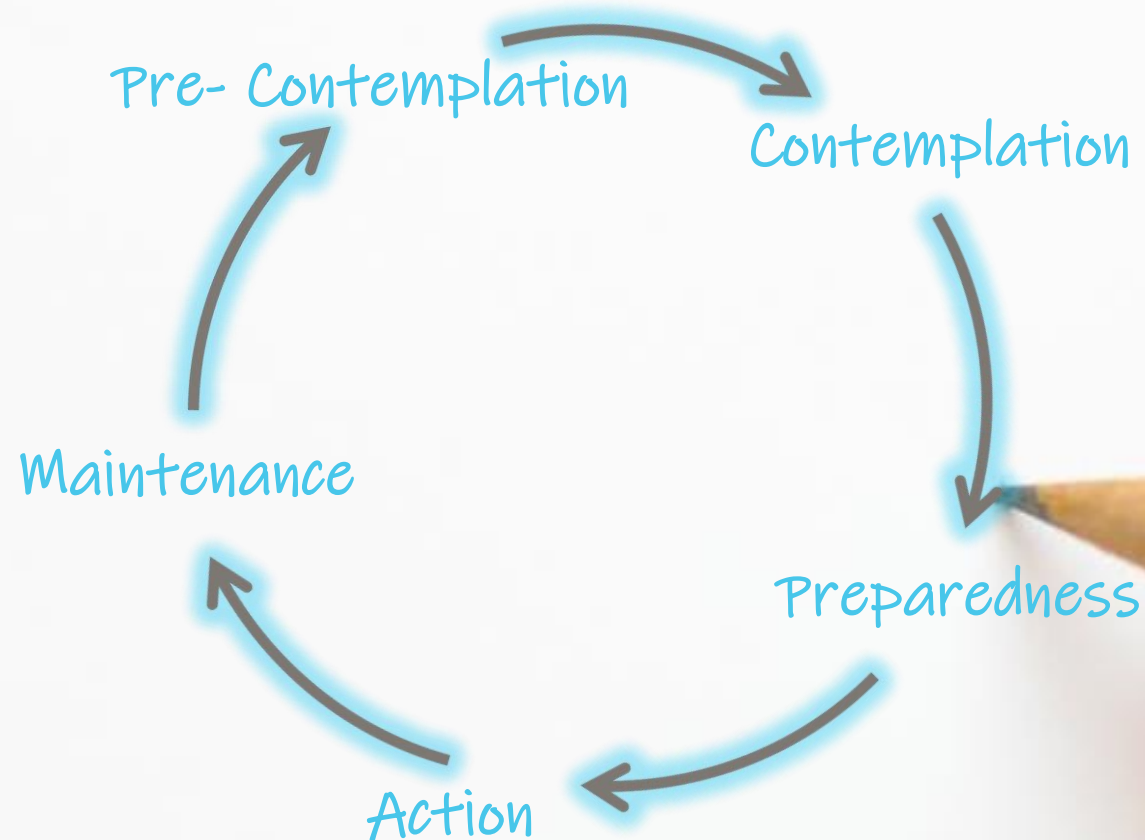 Pre- Contemplation
Contemplation
Preparedness
Action
Maintenance